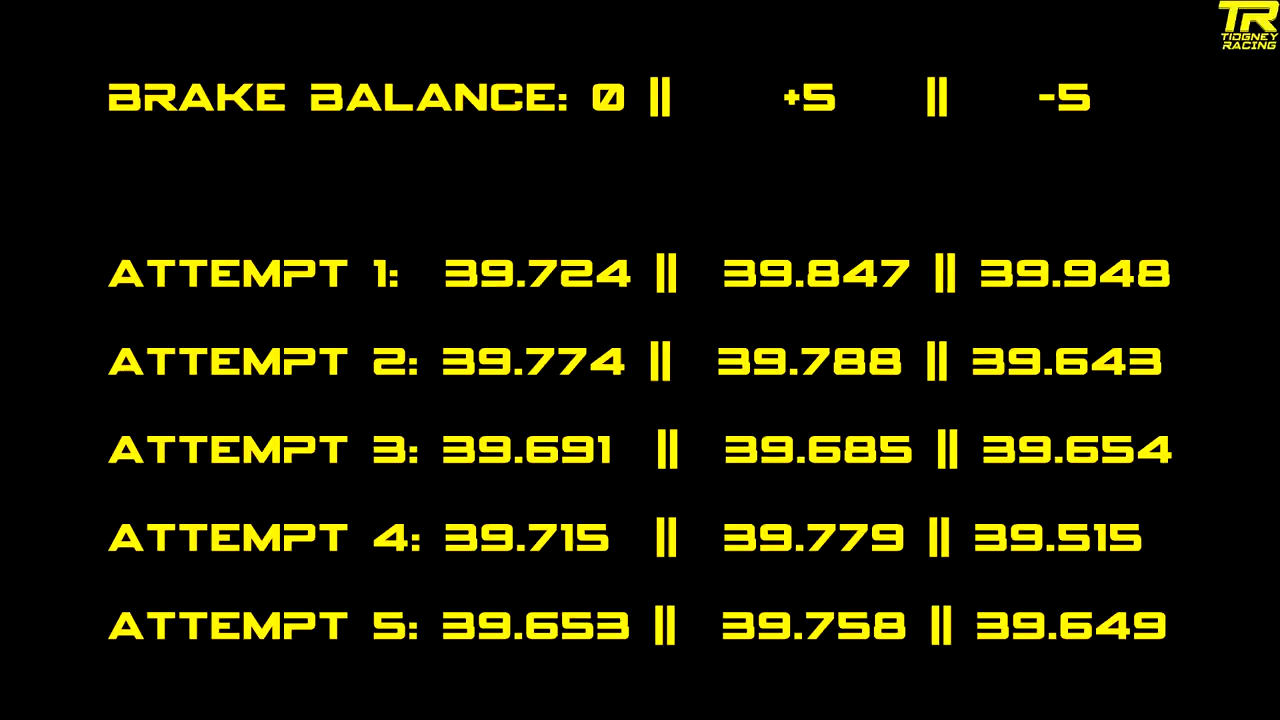 TR
TIDGNEY
RACING
BRAKE BALANCE: 0 || +5 || -5
ATTEMPT 1: 39.724 || 39.847 || 39.948
ATTEMPT 2: 39.774 || 39.788 || 39.643
ATTEMPT 3: 39.691 || 39.685 || 39.654
ATTEMPT 4: 39.715 || 39.779 || 39.515
ATTEMPT 5: 39.653 || 39.758 || 39.649